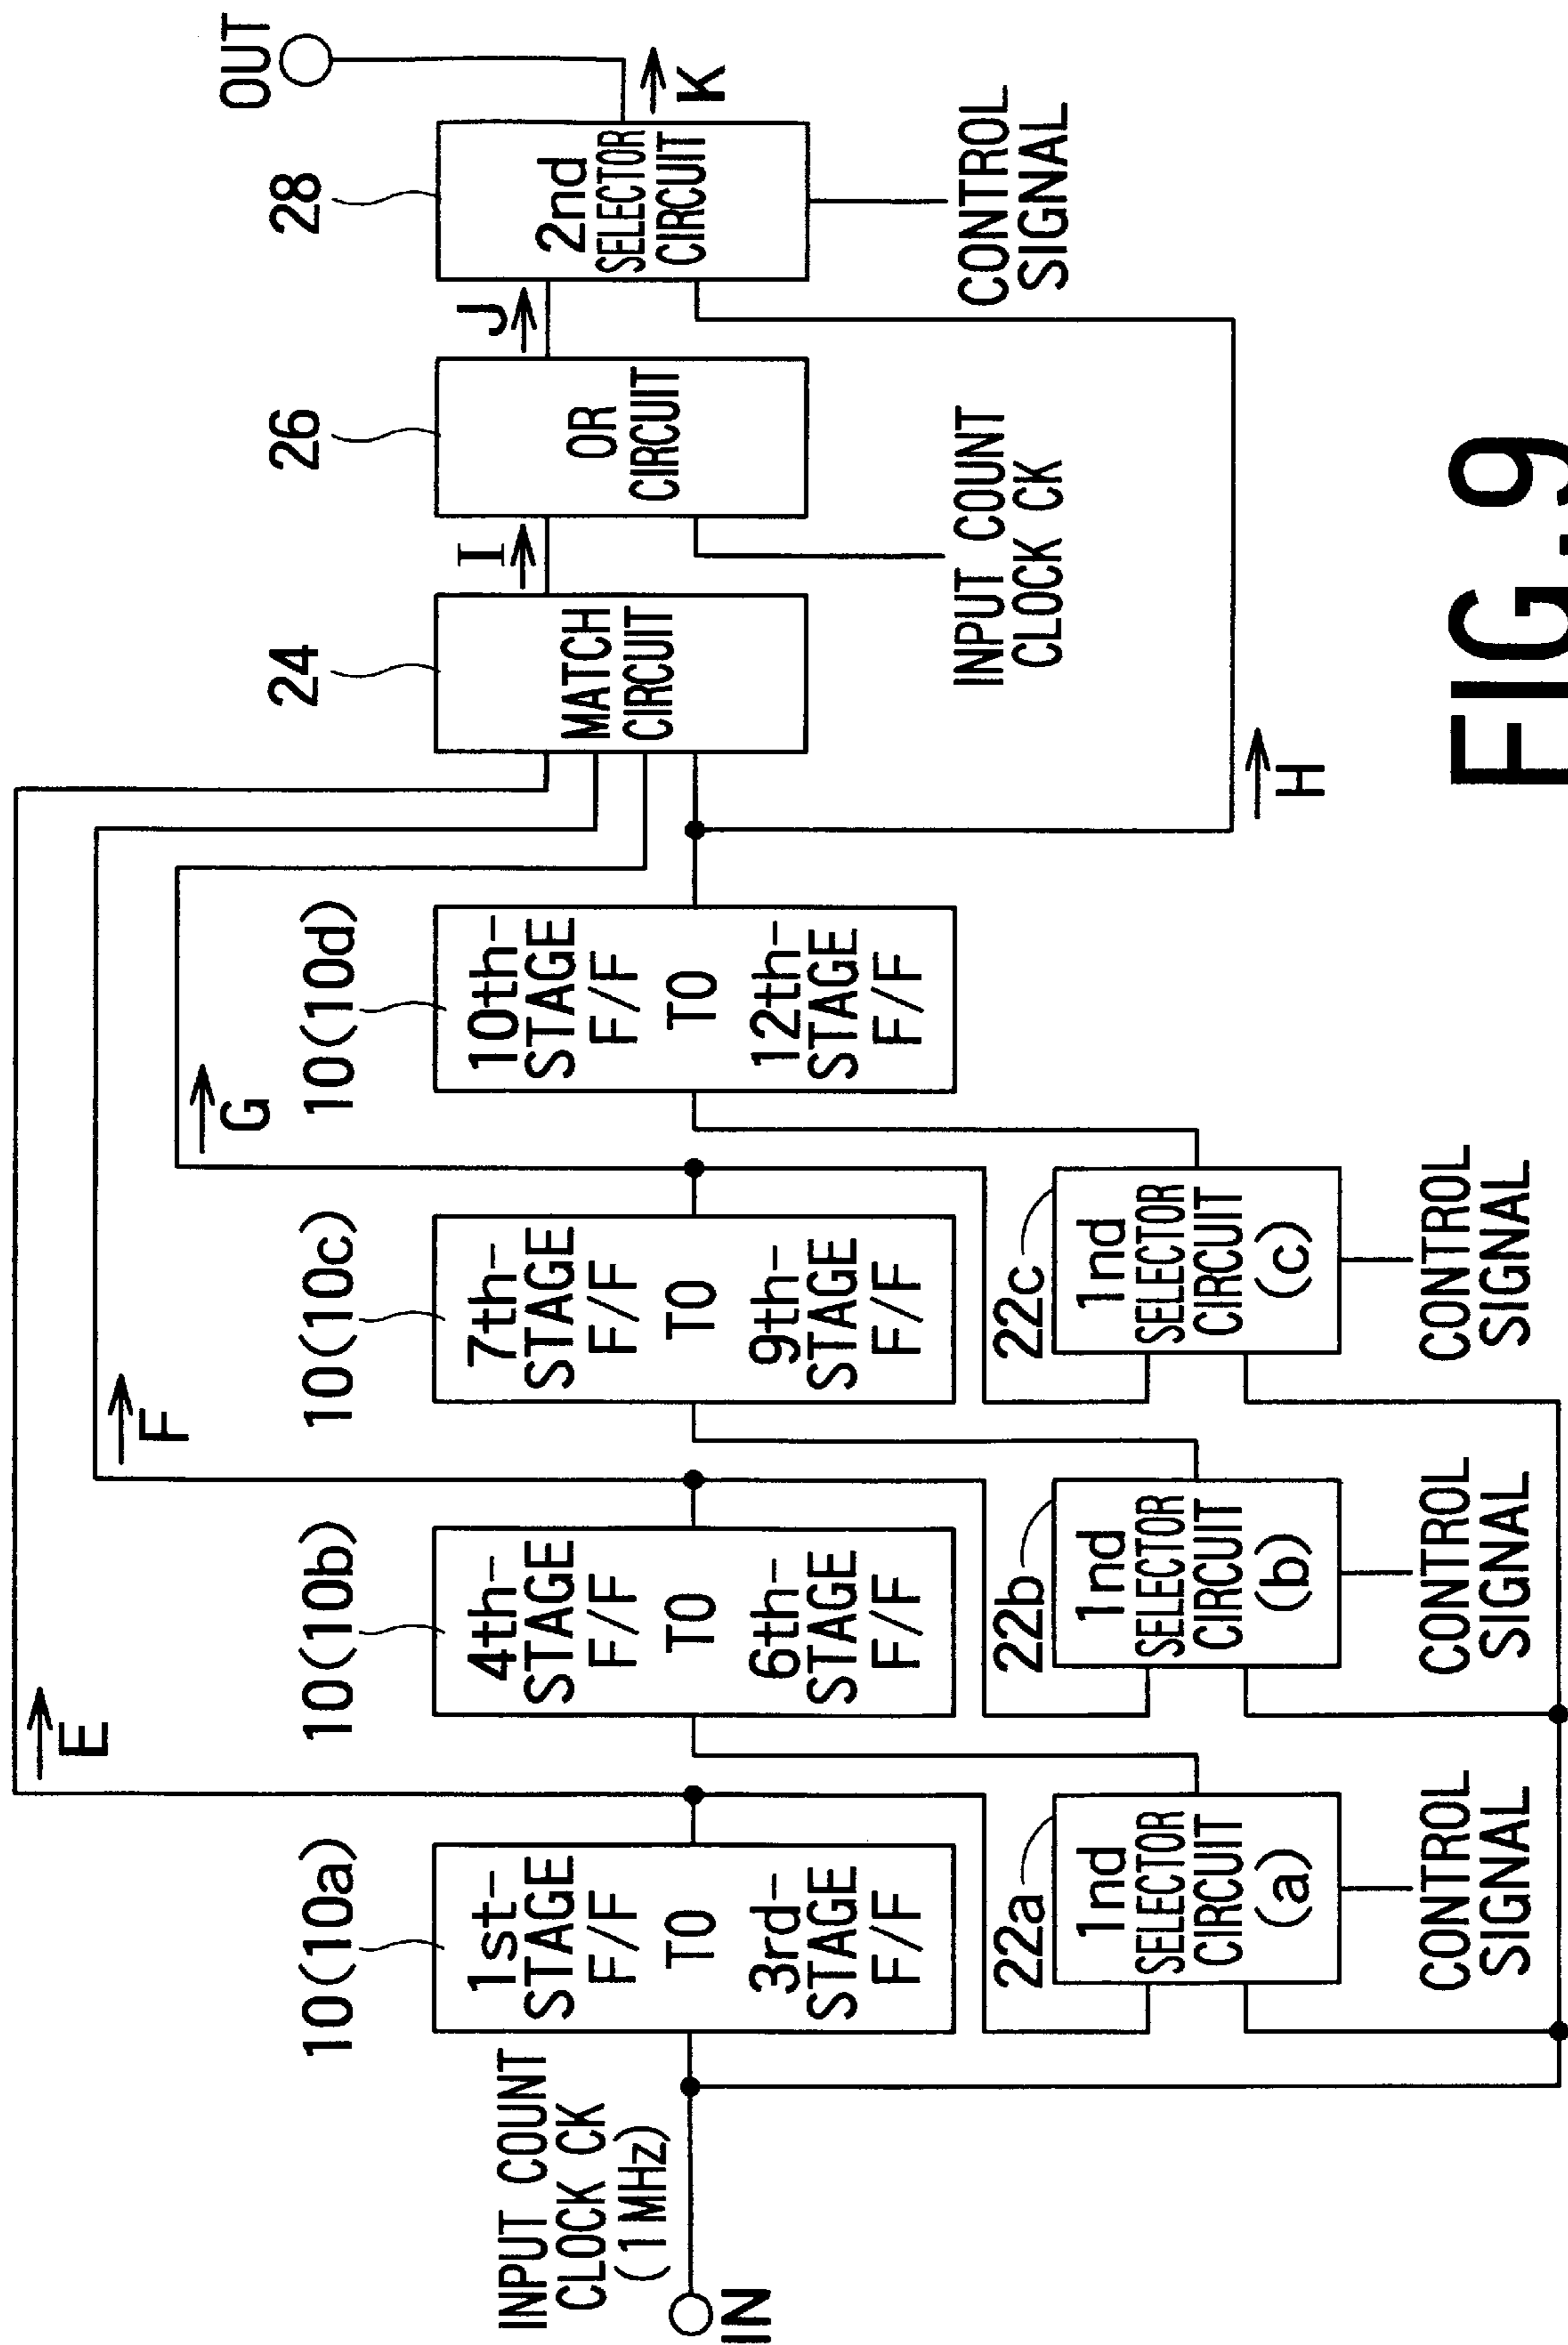 INPUT COUNT
CLOCK CK
(1MHz)
IN
10(10a)
1st-
STAGE
F/F
TO
3rd-
STAGE
F/F
E
22a
1nd
SELECTOR
CIRCUIT
(a)
CONTROL
SIGNAL
10(10b)
4th-
STAGE
F/F
TO
6th-
STAGE
F/F
F
22b
1nd
SELECTOR
CIRCUIT
(b)
CONTROL
SIGNAL
10(10c)
7th-
STAGE
F/F
TO
9th-
STAGE
F/F
G
22c
1nd
SELECTOR
CIRCUIT
(c)
CONTROL
SIGNAL
10(10d)
10th-
STAGE
F/F
TO
12th-
STAGE
F/F
H
24
MATCH
CIRCUIT
I
26
OR
CIRCUIT
INPUT COUNT
CLOCK CK
J
28
2nd
SELECTOR
CIRCUIT
CONTROL
SIGNAL
K
OUT
FIG.9